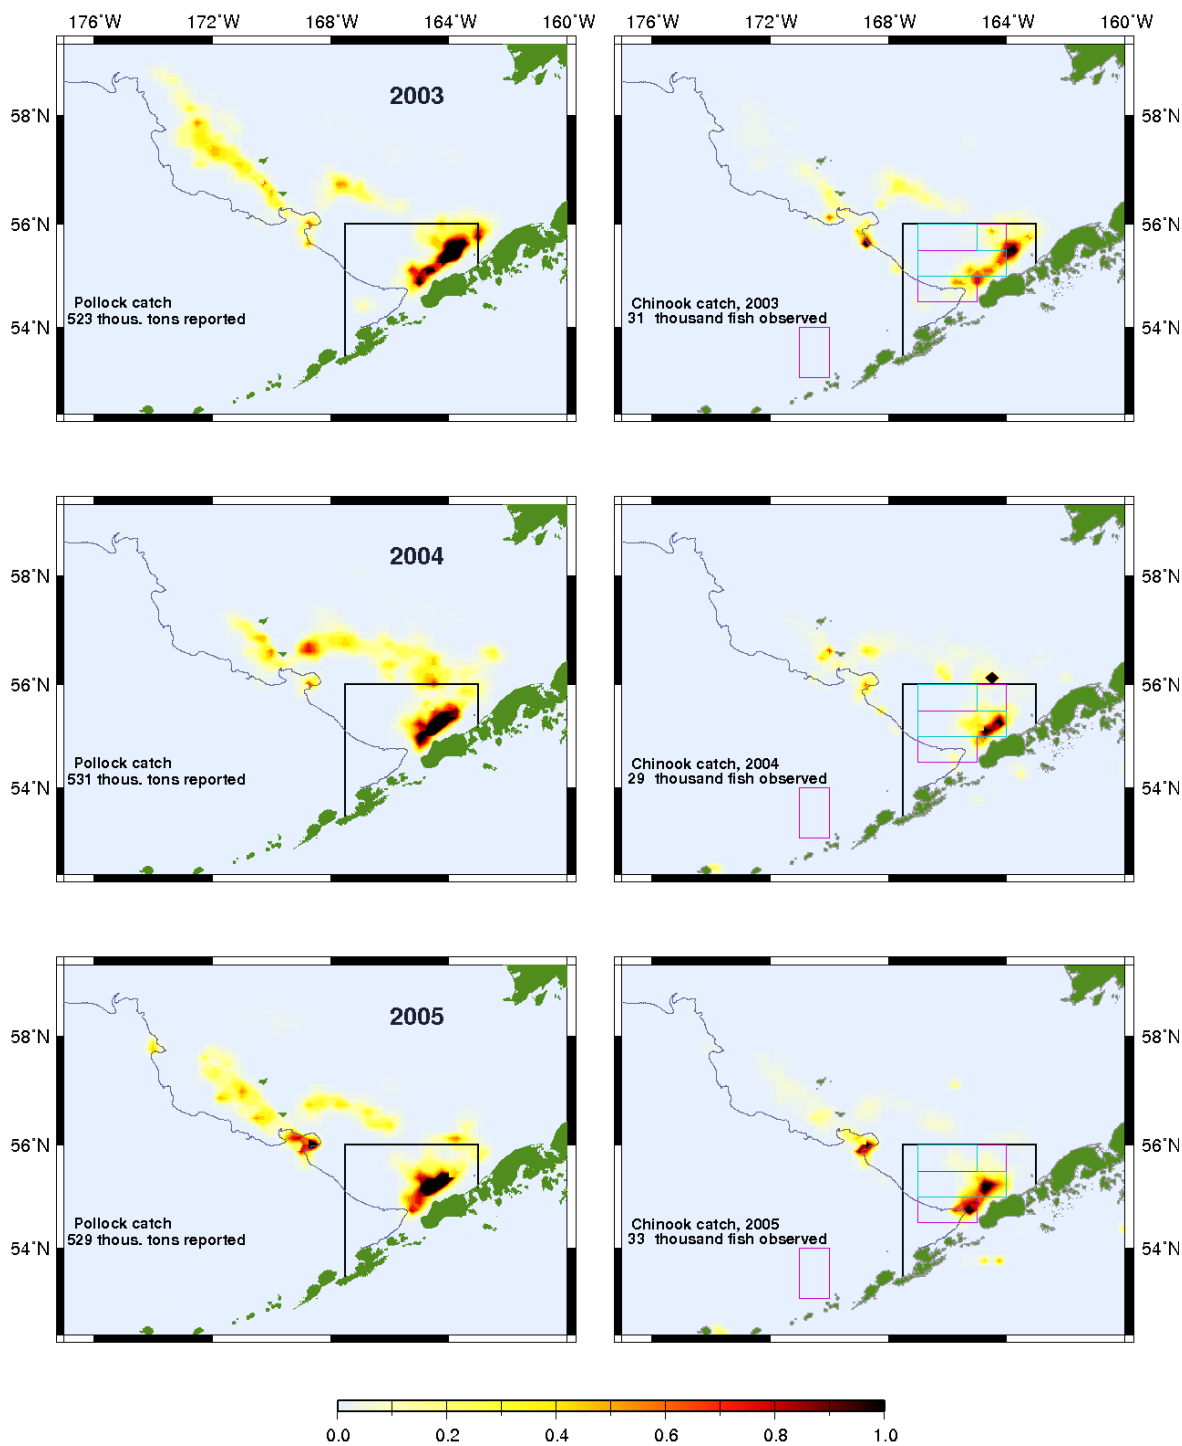 176°W 172°W 168°W 164°W 160°W
176°W 172°W 168°W 164°W 160°W
2003
58°N
56°N
54°N
Pollock catch
523 thous. tons reported
Chinook catch, 2003
31 thousand fish observed
58°N
56°N
54°N
2004
58°N
56°N
54°N
Pollock catch
531 thous. tons reported
Chinook catch, 2004
29 thousand fish observed
58°N
56°N
54°N
2005
58°N
56°N
54°N
Pollock catch
529 thous. tons reported
Chinook catch, 2005
33 thousand fish observed
58°N
56°N
54°N
0.0 0.2 0.4 0.6 0.8 1.0